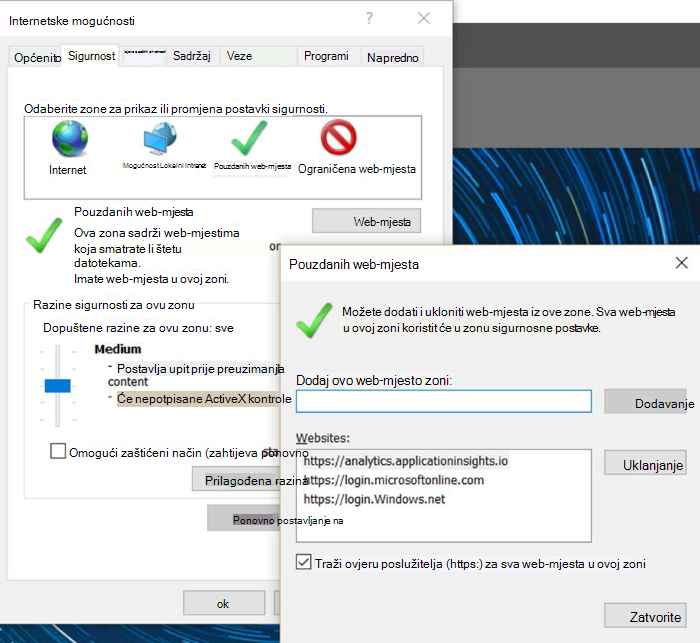 Internetske mogućnosti
Općenito Sigurnost Sadržaj Veze Programi Napredno
Odaberite zone za prikaz ili promjena postavki sigurnosti.
Internet Mogućnost Lokalni Intranet Pouzdanih web-mjesta Ograničena web-mjesta
Pouzdanih web-mjesta
Web-mjesta
Ova zona sadrži web-mjestima
koja smatrate li štetu
datotekama.
Imate web-mjesta u ovoj zoni.
Razine sigurnosti za ovu zonu
Dopuštene razine za ovu zonu: sve
Medium
- Postavlja upit prije preuzimanja
content
- Će nepotpisane ActiveX kontrole
Omogući zaštićeni način (zahtijeva ponovno
Prilagođena razina
Ponovno postavljanje na
ok
Pouzdanih web-mjesta
Možete dodati i ukloniti web-mjesta iz ove zone. Sva web-mjesta
u ovoj zoni koristit će u zonu sigurnosne postavke.
Dodaj ovo web-mjesto zoni:
Dodavanje
Websites:
https://analytics.applicationinsights.io
https://login.microsoftonline.com
https://login.Windows.net
Uklanjanje
Traži ovjeru poslužitelja (https:) za sva web-mjesta u ovoj zoni
Zatvorite